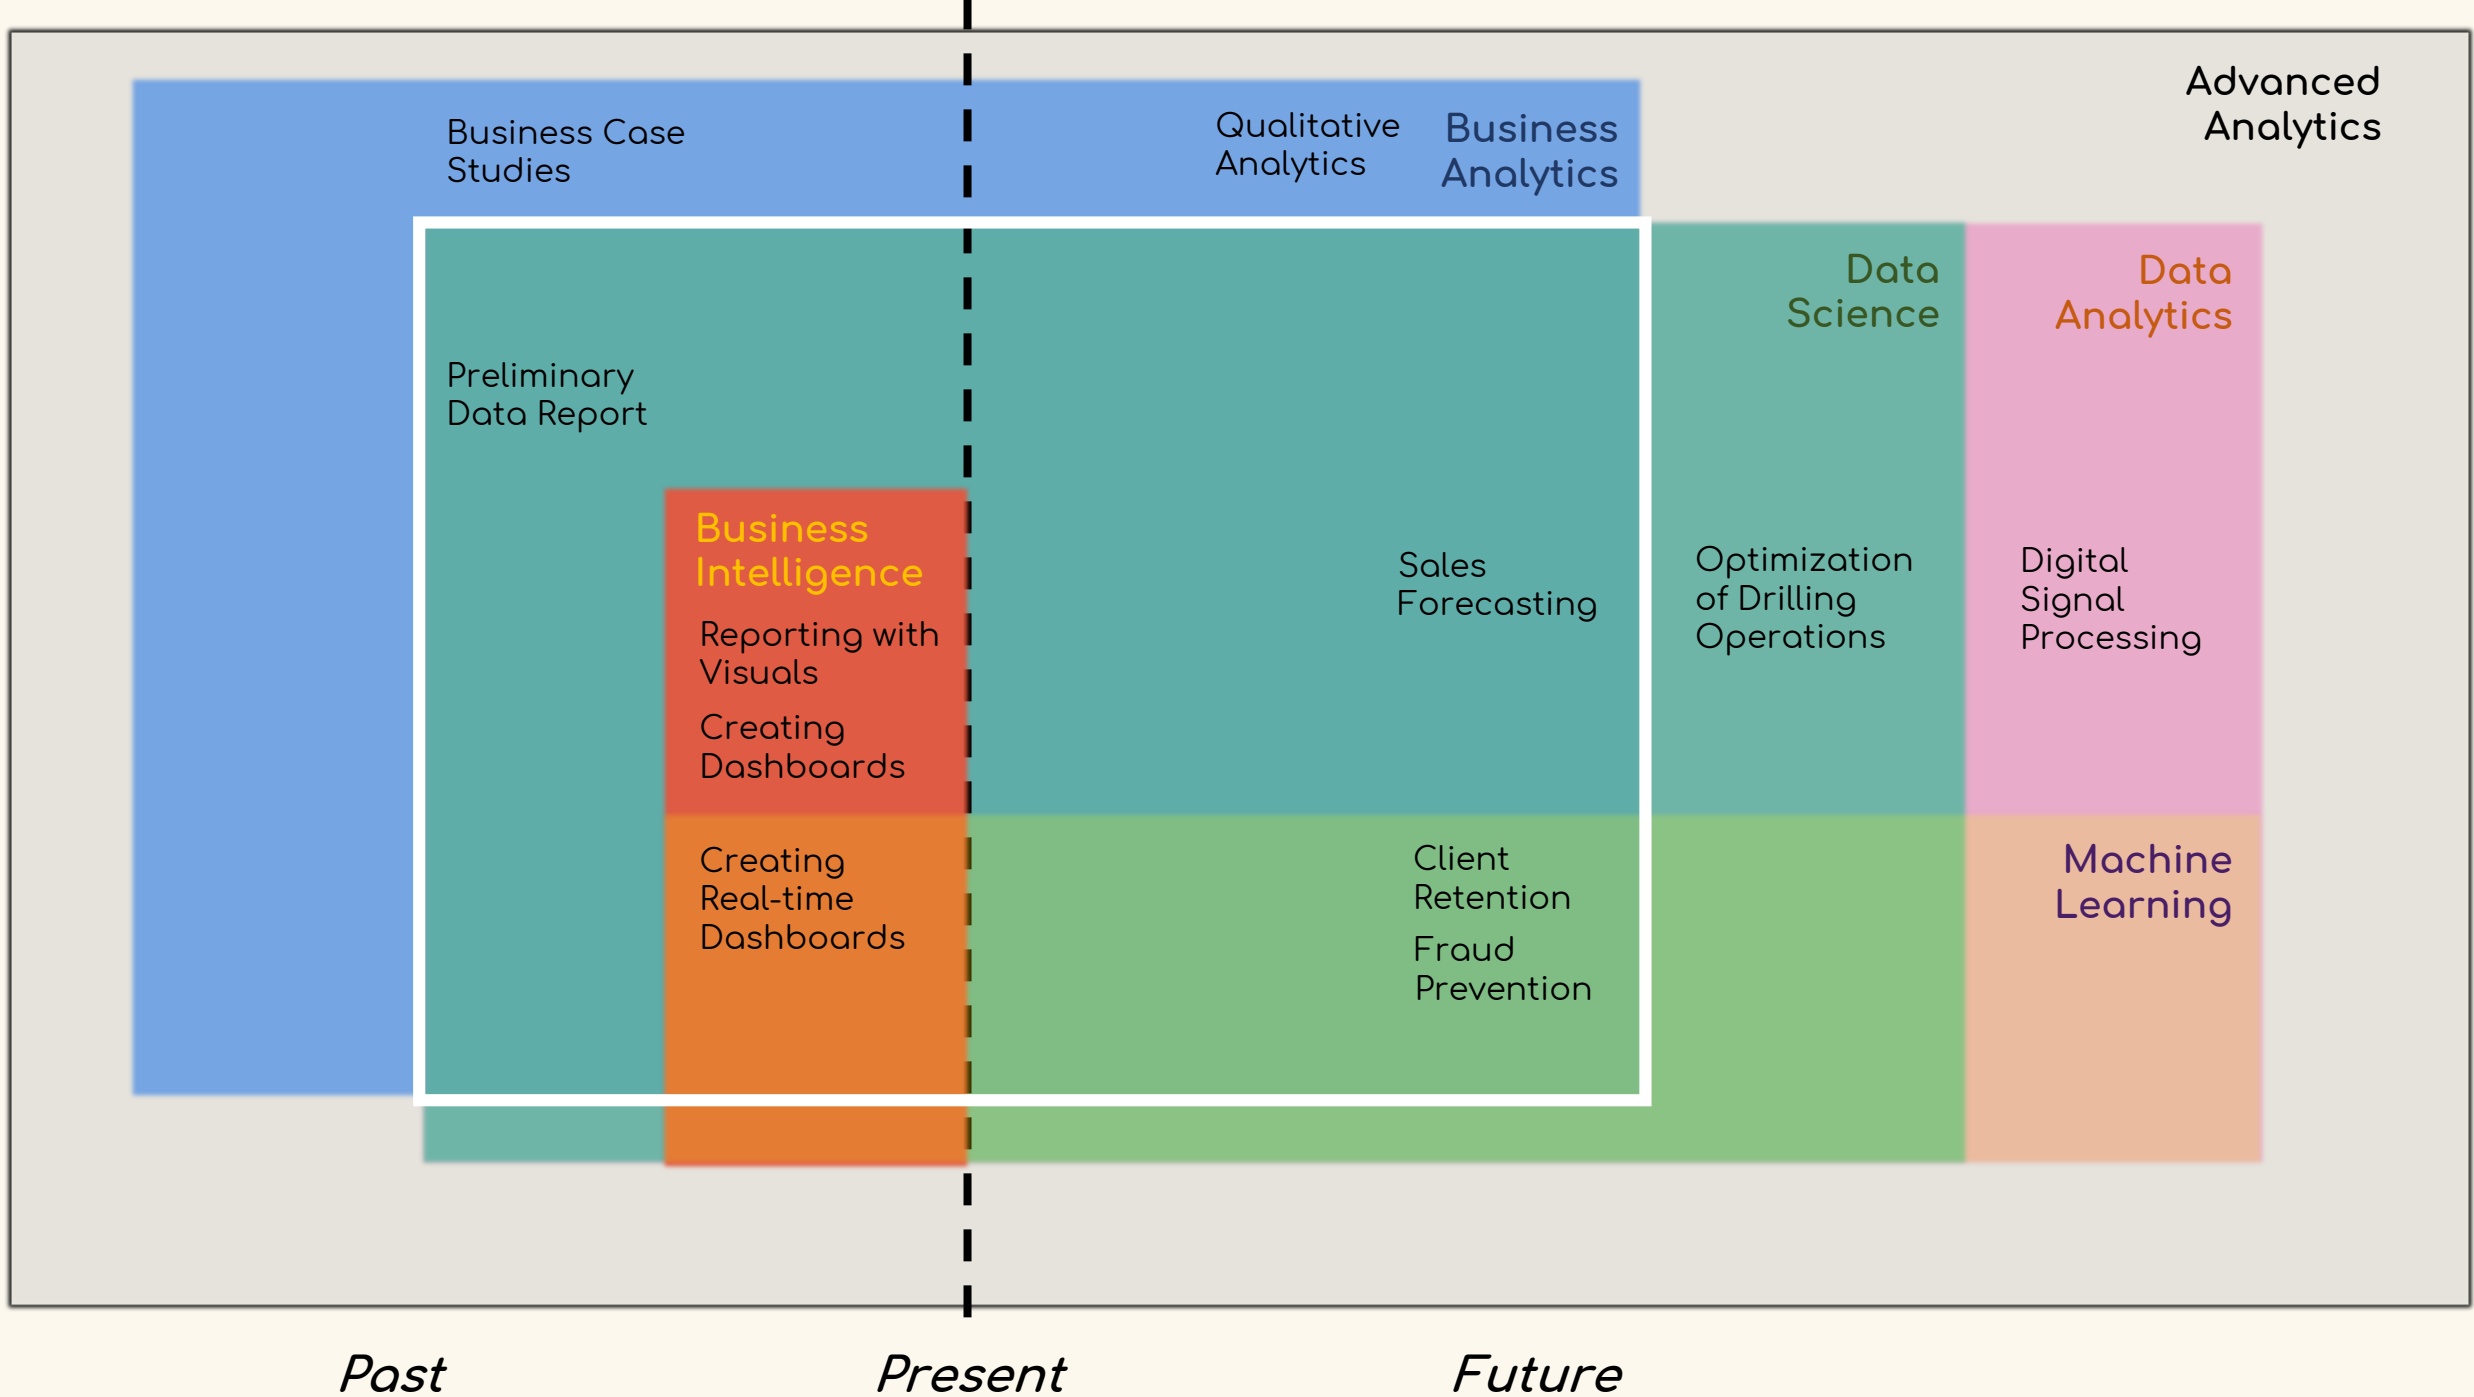 Advanced
Analytics
Business Case
Studies
Qualitative
Analytics
Business
Analytics
Data
Science
Data
Analytics
Preliminary
Data Report
Business
Intelligence
Reporting with
Visuals
Creating
Dashboards
Sales
Forecasting
Optimization
of Drilling
Operations
Digital
Signal
Processing
Creating
Real-time
Dashboards
Client
Retention
Fraud
Prevention
Machine
Learning
Past
Present
Future